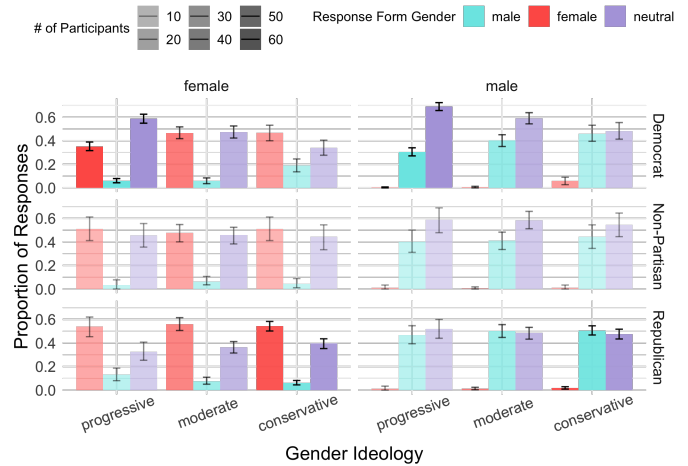 # of Participants 10 30 50
20 40 60
Response Form Gender male female neutral
female male
0.6
0.4
0.2
0.0
Democrat
0.6
0.4
0.2
0.0
Non-Partisan
0.6
0.4
0.2
0.0
Republican
Proportion of Responses
progressive moderate conservative progressive moderate conservative
Gender Ideology